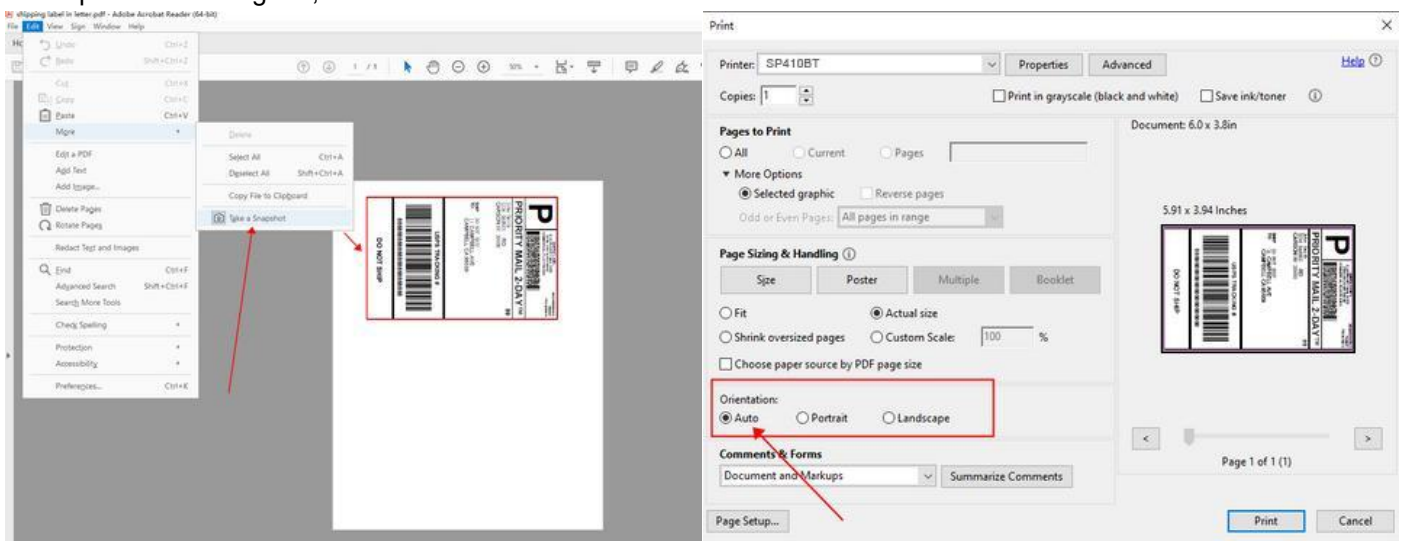 shipping label in letter.pdf - Adobe Acrobat Reader (64-bit)
File Edit View Sign Window Help
Undo Ctrl+Z
Redo Shift+Ctrl+Z
Cut Ctrl+X
Copy Ctrl+C
Paste Ctrl+V
More
Edit a PDF
Add Text
Add Image...
Delete Pages
Rotate Pages
Redact Text and Images
Find Ctrl+F
Advanced Search Shift+Ctrl+F
Search More Tools
Check Spelling
Protection
Accessibility
Preferences... Ctrl+K
Delete
Select All Ctrl+A
Deselect All Shift+Ctrl+A
Copy File to Clipboard
Take a Snapshot
1 / 1
50%
P
PRIORITY MAIL 2-DAY™
USPS TRACKING #
DO NOT SHIP
Print
Printer: SP410BT Properties Advanced Help
Copies: 1 Print in grayscale (black and white) Save ink/toner
Pages to Print
All Current Pages
More Options
Selected graphic Reverse pages
Odd or Even Pages: All pages in range
Page Sizing & Handling
Size Poster Multiple Booklet
Fit Actual size
Shrink oversized pages Custom Scale: 100 %
Choose paper source by PDF page size
Orientation:
Auto Portrait Landscape
Comments & Forms
Document and Markups Summarize Comments
Page Setup...
Document: 6.0 x 3.8in
5.91 x 3.94 Inches
P
PRIORITY MAIL 2-DAY™
USPS TRACKING #
DO NOT SHIP
< >
Page 1 of 1 (1)
Print Cancel